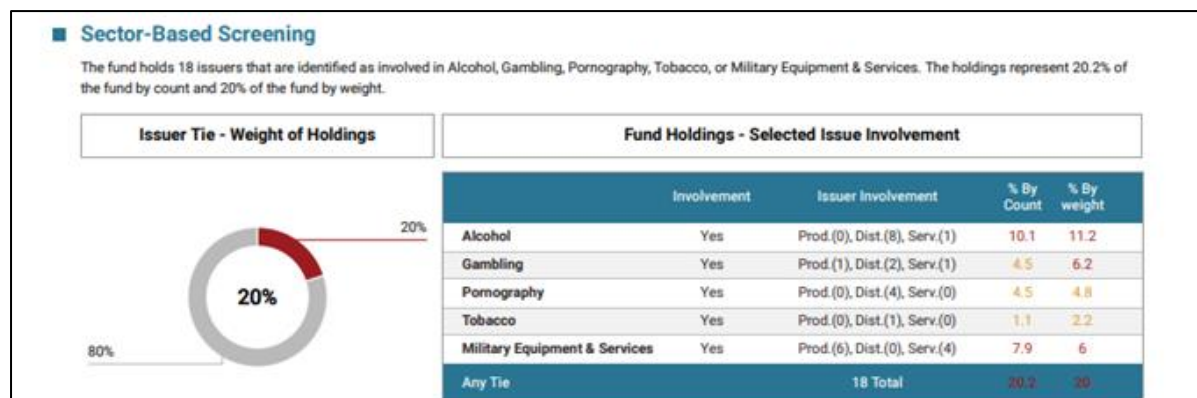 Sector-Based Screening
The fund holds 18 issuers that are identified as involved in Alcohol, Gambling, Pornography, Tobacco, or Military Equipment & Services. The holdings represent 20.2% of
the fund by count and 20% of the fund by weight.
Issuer Tie - Weight of Holdings
Fund Holdings - Selected Issue Involvement
20%
20%
80%
Involvement Issuer Involvement % By Count % By weight
Alcohol Yes Prod.(0), Dist.(8), Serv.(1) 10.1 11.2
Gambling Yes Prod.(1), Dist.(2), Serv.(1) 4.5 6.2
Pornography Yes Prod.(0), Dist.(4), Serv.(0) 4.5 4.8
Tobacco Yes Prod.(0), Dist.(1), Serv.(0) 1.1 2.2
Military Equipment & Services Yes Prod.(6), Dist.(0), Serv.(4) 7.9 6
Any Tie 18 Total 20.2 20